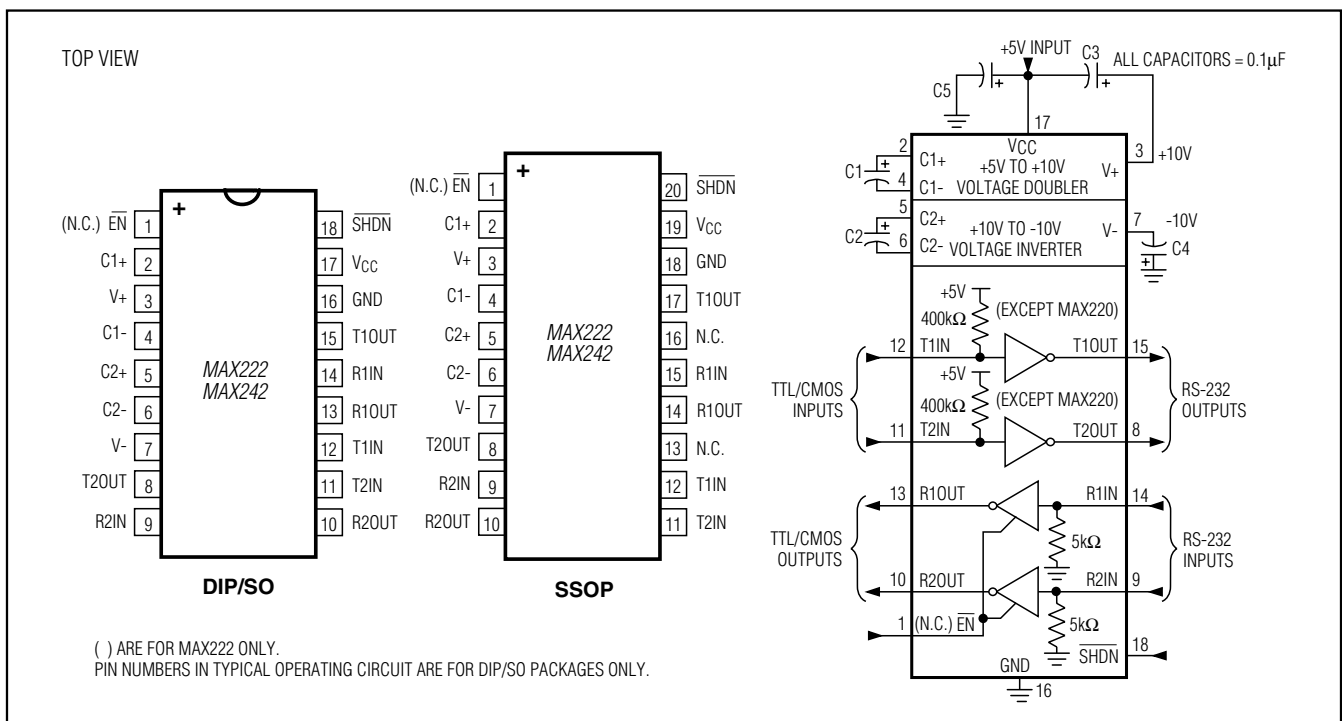 TOP VIEW
+
(N.C.) EN 1
C1+ 2
V+ 3
C1- 4
C2+ 5
C2- 6
V- 7
T2OUT 8
R2IN 9
18 SHDN
17 VCC
16 GND
15 T1OUT
14 R1IN
13 R1OUT
12 T1IN
11 T2IN
10 R2OUT
MAX222
MAX242
DIP/SO
+
(N.C.) EN 1
C1+ 2
V+ 3
C1- 4
C2+ 5
C2- 6
V- 7
T2OUT 8
R2IN 9
R2OUT 10
20 SHDN
19 VCC
18 GND
17 T1OUT
16 N.C.
15 R1IN
14 R1OUT
13 N.C.
12 T1IN
11 T2IN
MAX222
MAX242
SSOP
( ) ARE FOR MAX222 ONLY.
PIN NUMBERS IN TYPICAL OPERATING CIRCUIT ARE FOR DIP/SO PACKAGES ONLY.
+5V INPUT
C3
ALL CAPACITORS = 0.1μF
C5
+
+
17
VCC
2
C1+
+5V TO +10V
VOLTAGE DOUBLER
V+
3
+10V
C1
+
4
C1-
5
C2+
+10V TO -10V
VOLTAGE INVERTER
V-
7
-10V
C2
+
6
C2-
C4
+
+5V
400kΩ
(EXCEPT MAX220)
12
T1IN
T1OUT
15
+5V
400kΩ
(EXCEPT MAX220)
11
T2IN
T2OUT
8
TTL/CMOS
INPUTS
RS-232
OUTPUTS
13
R1OUT
R1IN
14
5kΩ
10
R2OUT
R2IN
9
5kΩ
TTL/CMOS
OUTPUTS
RS-232
INPUTS
1
(N.C.) EN
SHDN
18
GND
16